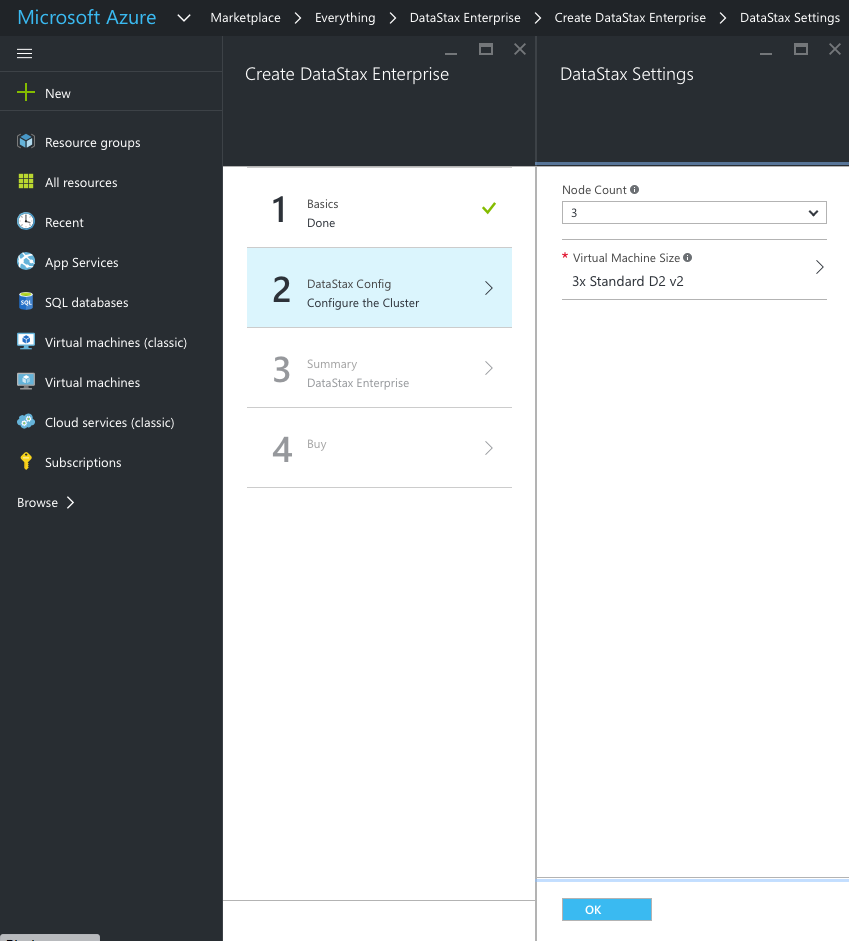 Microsoft Azure
Marketplace
Everything
DataStax Enterprise
Create DataStax Enterprise
DataStax Settings
New
Resource groups
All resources
Recent
App Services
SQL databases
Virtual machines (classic)
Virtual machines
Cloud services (classic)
Subscriptions
Browse
Create DataStax Enterprise
1
Basics
Done
2
DataStax Config
Configure the Cluster
3
Summary
DataStax Enterprise
4
Buy
DataStax Settings
Node Count
3
* Virtual Machine Size
3x Standard D2 v2
OK